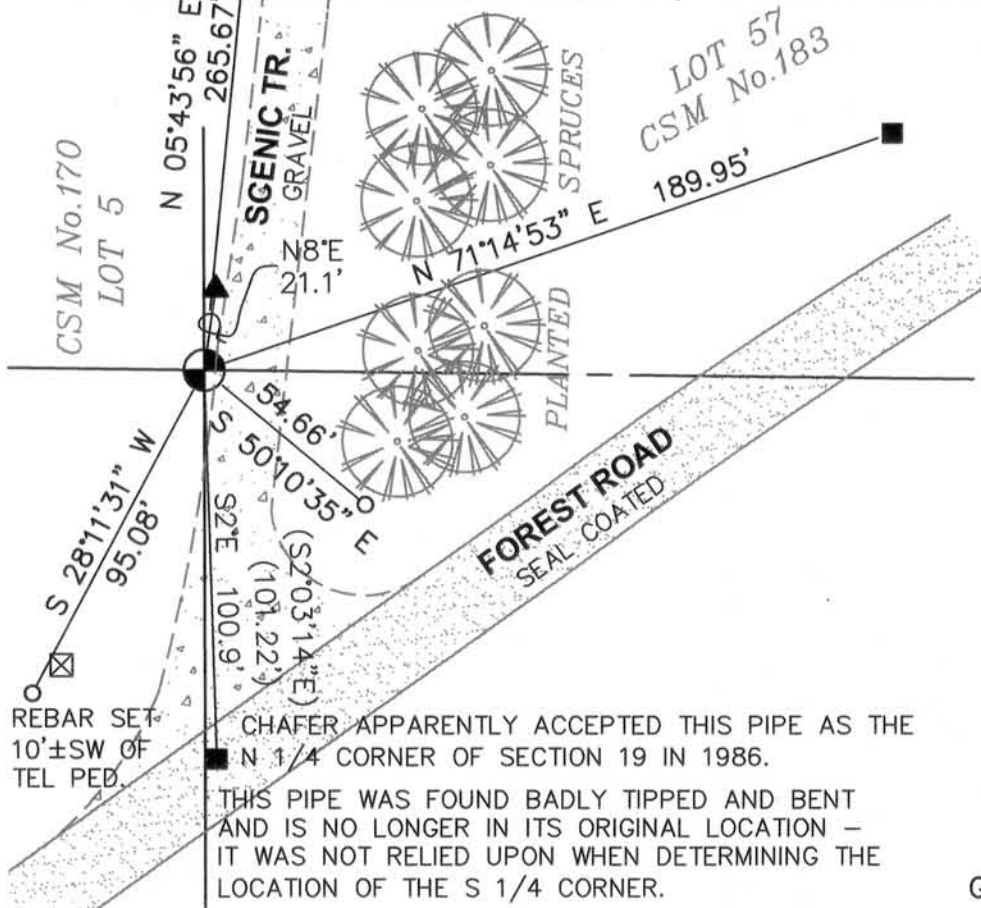 N 05°43'56" E
265.67'
SCENIC TR.
GRAVEL
SPRUCES
LOT 57
CSM No.183
CSM No.170
LOT 5
N8°E
21.1'
N 71°14'53" E 189.95'
54.66'
S 50°10'35" E
PLANTED
S 28°11'31" W
95.08'
S2°E 100.9'
(S2°03'14"E)
(101.22')
FOREST ROAD
SEAL COATED
REBAR SET
10'±SW OF
TEL PED.
CHAFER APPARENTLY ACCEPTED THIS PIPE AS THE
N 1/4 CORNER OF SECTION 19 IN 1986.
THIS PIPE WAS FOUND BADLY TIPPED AND BENT
AND IS NO LONGER IN ITS ORIGINAL LOCATION –
IT WAS NOT RELIED UPON WHEN DETERMINING THE
LOCATION OF THE S 1/4 CORNER.
G